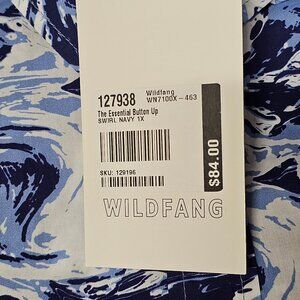 127938
Wildfang
WN7100X-463
The Essential Button Up
SWIRL NAVY 1X
$84.00
SKU: 129196
WILDFANG